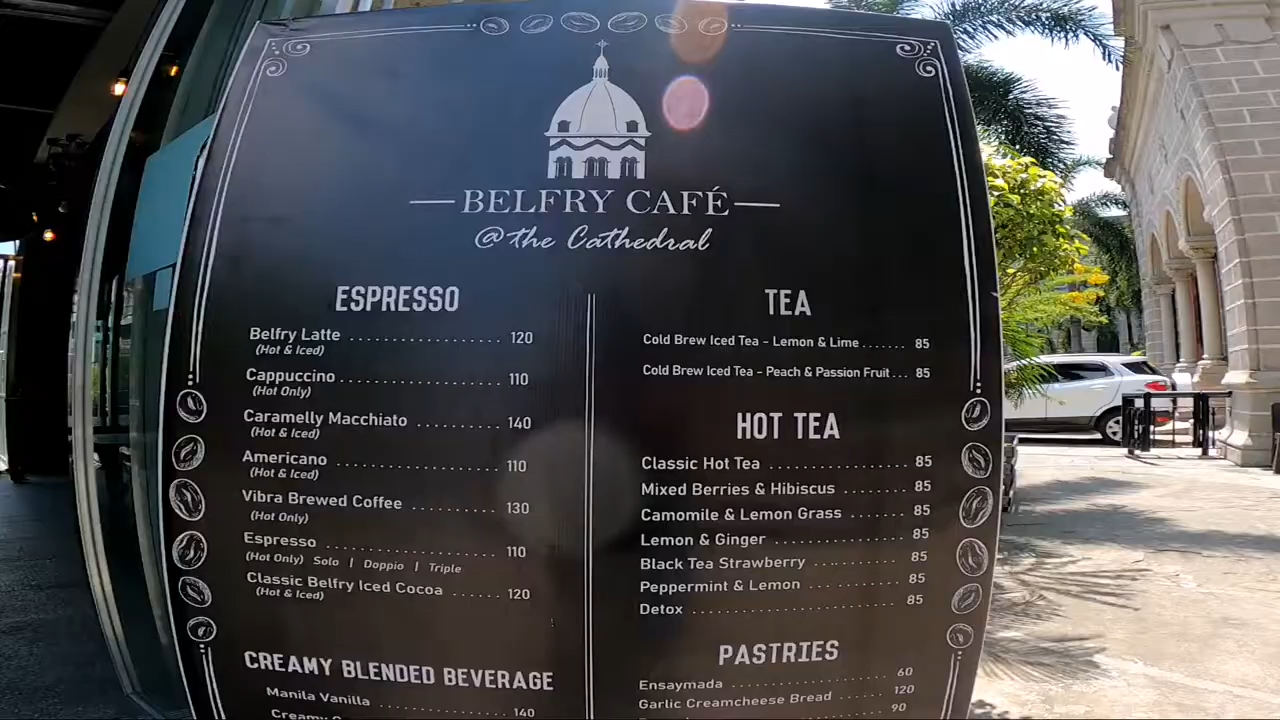 BELFRY CAFÉ
@ the Cathedral
ESPRESSO
Belfry Latte 120
(Hot & Iced)
Cappuccino 110
(Hot Only)
Caramelly Macchiato 140
(Hot & Iced)
Americano 110
(Hot & Iced)
Vibra Brewed Coffee 130
(Hot Only)
Espresso 110
(Hot Only) Solo | Doppio | Triple
Classic Belfry Iced Cocoa 120
(Hot & Iced)
CREAMY BLENDED BEVERAGE
Manila Vanilla 140
Creamy
TEA
Cold Brew Iced Tea - Lemon & Lime 85
Cold Brew Iced Tea - Peach & Passion Fruit 85
HOT TEA
Classic Hot Tea 85
Mixed Berries & Hibiscus 85
Camomile & Lemon Grass 85
Lemon & Ginger 85
Black Tea Strawberry 85
Peppermint & Lemon 85
Detox 85
PASTRIES
Ensaymada 60
Garlic Creamcheese Bread 120
90